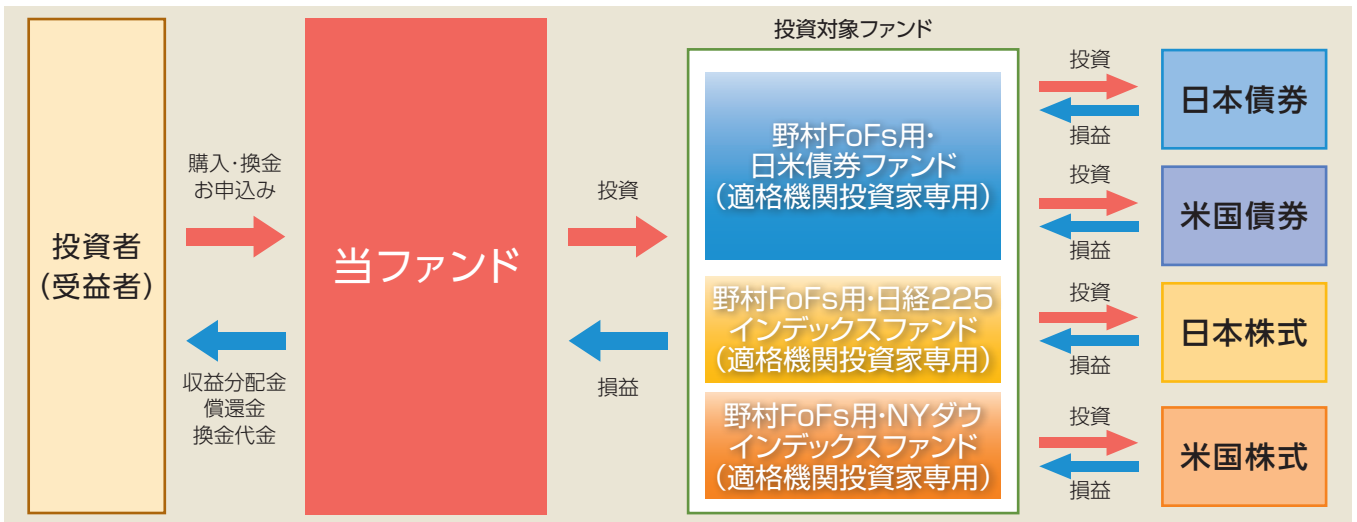 投資者
(受益者)
購入・換金
お申込み
収益分配金
償還金
換金代金
当ファンド
投資
損益
投資対象ファンド
野村FoFs用・
日米債券ファンド
(適格機関投資家専用)
野村FoFs用・日経225
インデックスファンド
(適格機関投資家専用)
野村FoFs用・NYダウ
インデックスファンド
(適格機関投資家専用)
投資
損益
日本債券
投資
損益
米国債券
投資
損益
日本株式
投資
損益
米国株式